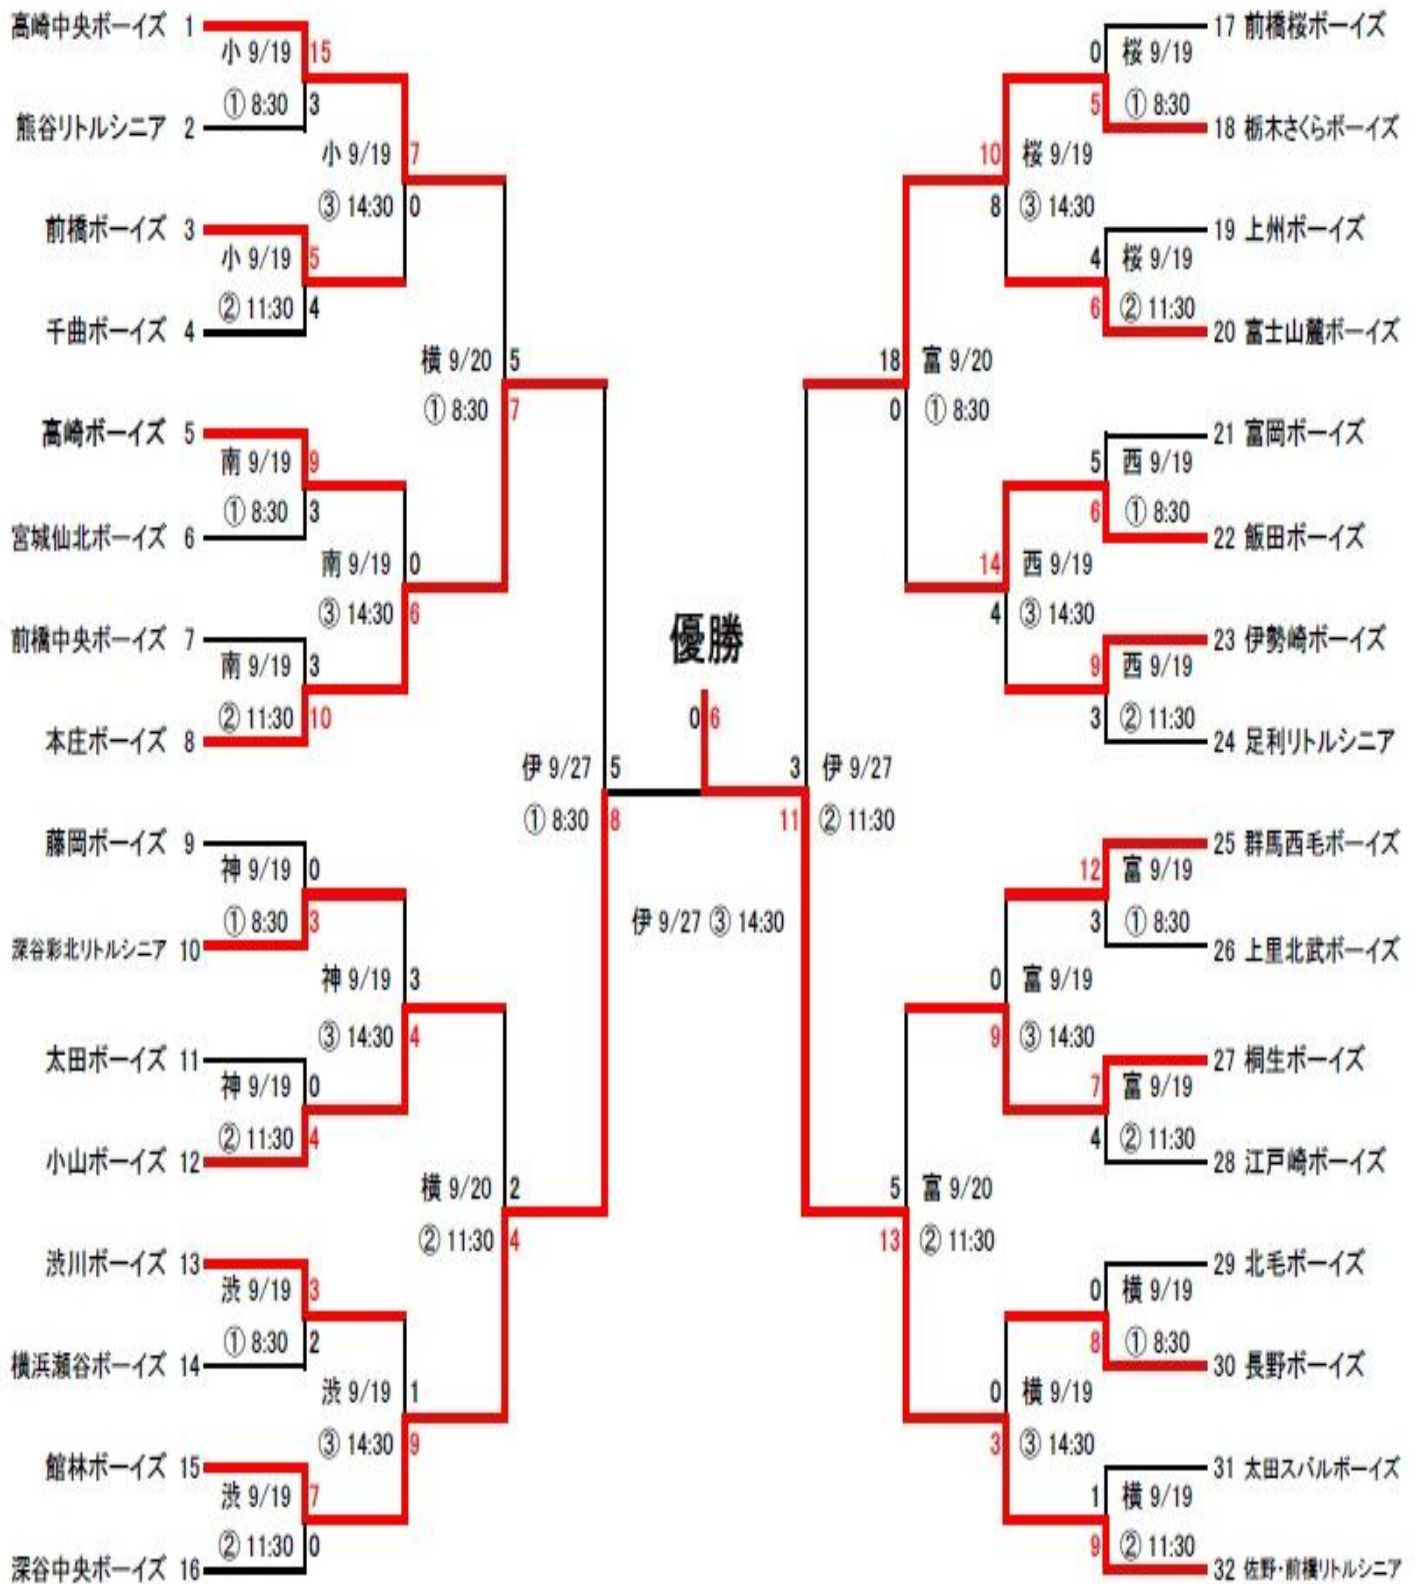 高崎中央ボーイズ 1
小 9/19 15
① 8:30 3
熊谷リトルシニア 2
小 9/19 7
③ 14:30 0
前橋ボーイズ 3
小 9/19 5
② 11:30 4
千曲ボーイズ 4
横 9/20 5
① 8:30 7
高崎ボーイズ 5
南 9/19 9
① 8:30 3
宮城仙北ボーイズ 6
南 9/19 0
③ 14:30 6
前橋中央ボーイズ 7
南 9/19 3
② 11:30 10
本庄ボーイズ 8
伊 9/27 5
① 8:30 8
藤岡ボーイズ 9
神 9/19 0
① 8:30 3
深谷彩北リトルシニア 10
神 9/19 3
③ 14:30 4
太田ボーイズ 11
神 9/19 0
② 11:30 4
小山ボーイズ 12
横 9/20 2
② 11:30 4
渋川ボーイズ 13
渋 9/19 3
① 8:30 2
横浜瀬谷ボーイズ 14
渋 9/19 1
③ 14:30 9
館林ボーイズ 15
渋 9/19 7
② 11:30 0
深谷中央ボーイズ 16
優勝
0 6
伊 9/27 ③ 14:30
17 前橋桜ボーイズ
0 桜 9/19
5 ① 8:30
18 栃木さくらボーイズ
10 桜 9/19
8 ③ 14:30
19 上州ボーイズ
4 桜 9/19
6 ② 11:30
20 富士山麓ボーイズ
18 富 9/20
0 ① 8:30
21 富岡ボーイズ
5 西 9/19
6 ① 8:30
22 飯田ボーイズ
14 西 9/19
4 ③ 14:30
23 伊勢崎ボーイズ
9 西 9/19
3 ② 11:30
24 足利リトルシニア
3 伊 9/27
11 ② 11:30
25 群馬西毛ボーイズ
12 富 9/19
3 ① 8:30
26 上里北武ボーイズ
0 富 9/19
9 ③ 14:30
27 桐生ボーイズ
7 富 9/19
4 ② 11:30
28 江戸崎ボーイズ
5 富 9/20
13 ② 11:30
29 北毛ボーイズ
0 横 9/19
8 ① 8:30
30 長野ボーイズ
0 横 9/19
3 ③ 14:30
31 太田スバルボーイズ
1 横 9/19
9 ② 11:30
32 佐野・前橋リトルシニア